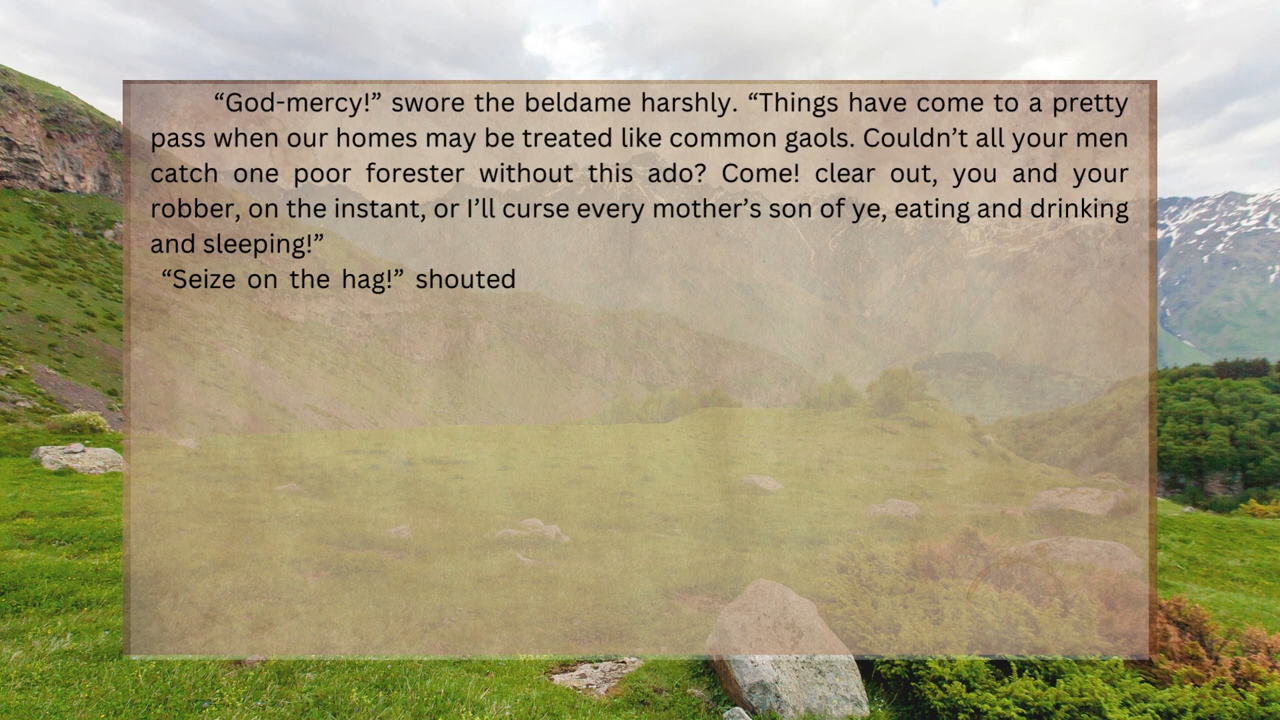 “God-mercy!” swore the beldame harshly. “Things have come to a pretty
pass when our homes may be treated like common gaols. Couldn’t all your men
catch one poor forester without this ado? Come! clear out, you and your
robber, on the instant, or I’ll curse every mother’s son of ye, eating and drinking
and sleeping!”
“Seize on the hag!” shouted